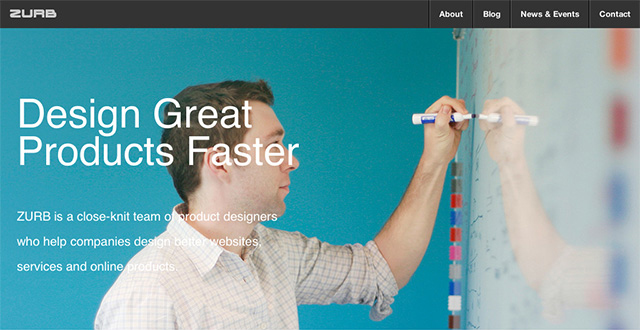 ZURB
About
Blog
News & Events
Contact
Design Great
Products Faster
ZURB is a close-knit team of product designers
who help companies design better websites,
services and online products